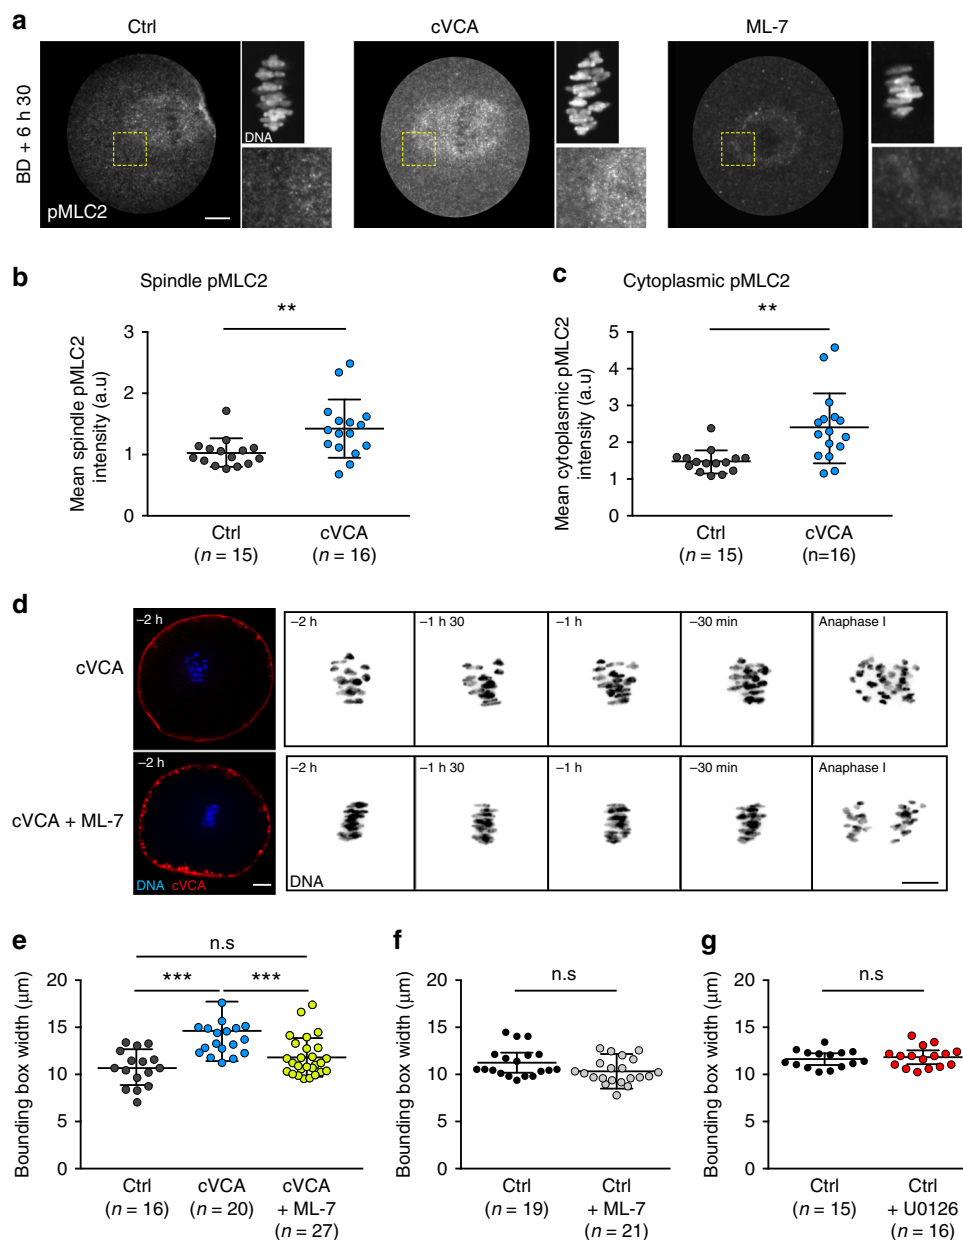 a
Ctrl
cVCA
ML-7
BD + 6 h 30
DNA
pMLC2
b
Spindle pMLC2
**
Mean spindle pMLC2
intensity (a.u)
3
2
1
0
Ctrl
(n = 15)
cVCA
(n = 16)
c
Cytoplasmic pMLC2
**
Mean cytoplasmic pMLC2
intensity (a.u)
5
4
3
2
1
0
Ctrl
(n = 15)
cVCA
(n=16)
d
cVCA
–2 h
–2 h
–1 h 30
–1 h
–30 min
Anaphase I
cVCA + ML-7
–2 h
DNA cVCA
–2 h
–1 h 30
–1 h
–30 min
Anaphase I
DNA
e
n.s
***
***
Bounding box width (μm)
20
15
10
5
0
Ctrl
(n = 16)
cVCA
(n = 20)
cVCA
+ ML-7
(n = 27)
f
n.s
Bounding box width (μm)
20
15
10
5
0
Ctrl
(n = 19)
Ctrl
+ ML-7
(n = 21)
g
n.s
Bounding box width (μm)
20
15
10
5
0
Ctrl
(n = 15)
Ctrl
+ U0126
(n = 16)